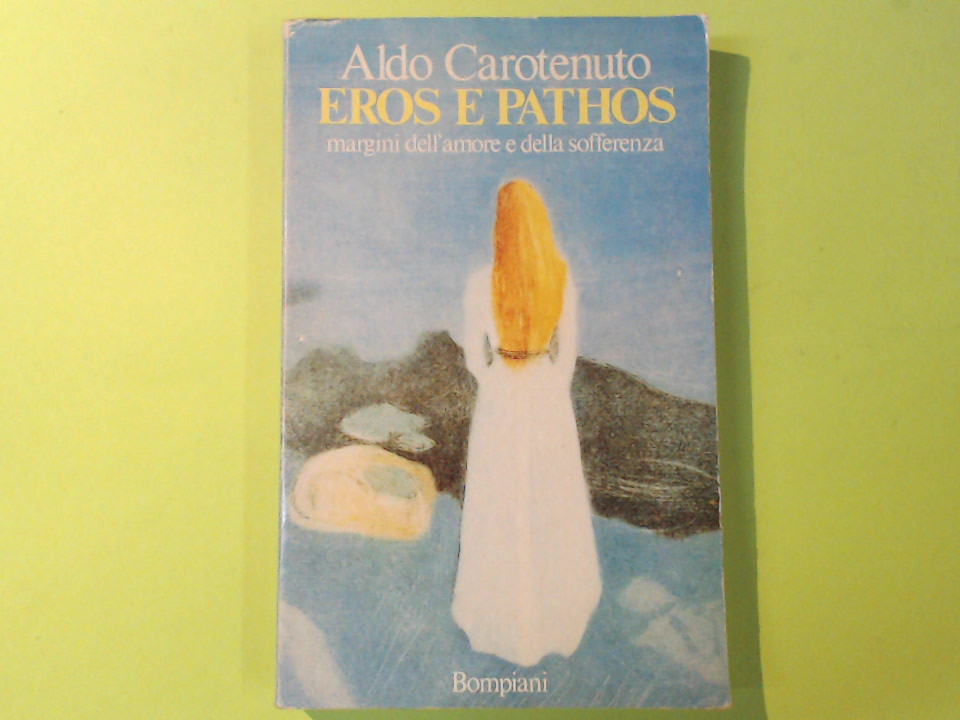 Aldo Carotenuto
EROS E PATHOS
margini dell'amore e della sofferenza
Bompiani